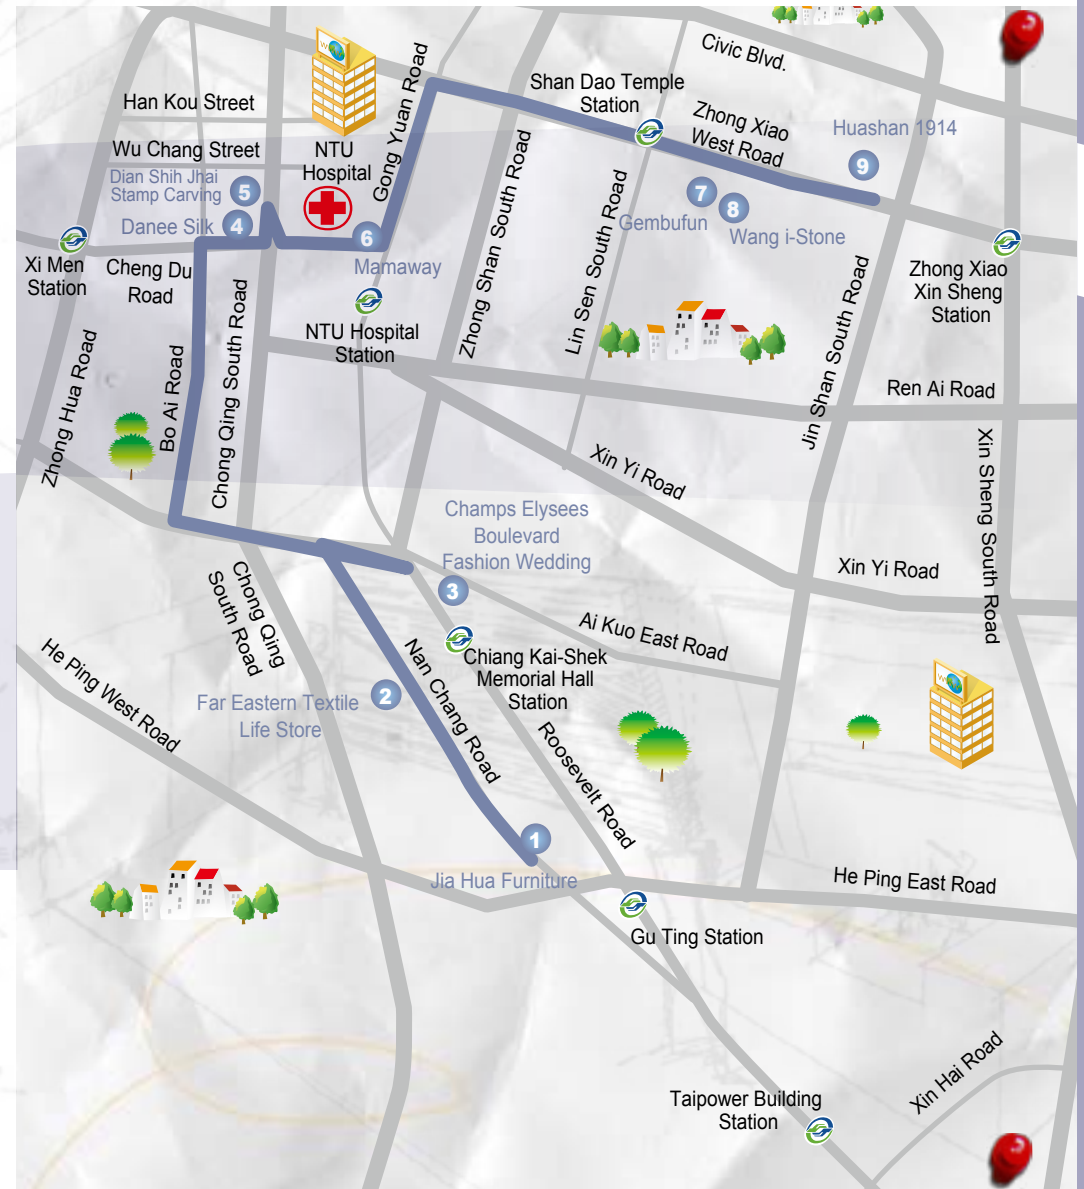 Civic Blvd.
Shan Dao Temple
Station
Han Kou Street
Gong Yuan Road
Zhong Xiao
West Road
Huashan 1914
9
Wu Chang Street
NTU
Hospital
Dian Shih Jhai
Stamp Carving
5
Zhong Shan South Road
Lin Sen South Road
7
8
Gembufun
Wang i-Stone
Danee Silk
4
6
Mamaway
Xi Men
Station
Cheng Du
Road
Zhong Xiao
Xin Sheng
Station
NTU Hospital
Station
Jin Shan South Road
Zhong Hua Road
Bo Ai Road
Chong Qing South Road
Ren Ai Road
Xin Yi Road
Xin Sheng South Road
Champs Elysees
Boulevard
Fashion Wedding
3
Xin Yi Road
Chong Qing
South Road
Ai Kuo East Road
He Ping West Road
Nan Chang Road
Chiang Kai-Shek
Memorial Hall
Station
2
Far Eastern Textile
Life Store
Roosevelt Road
1
Jia Hua Furniture
He Ping East Road
Gu Ting Station
Xin Hai Road
Taipower Building
Station